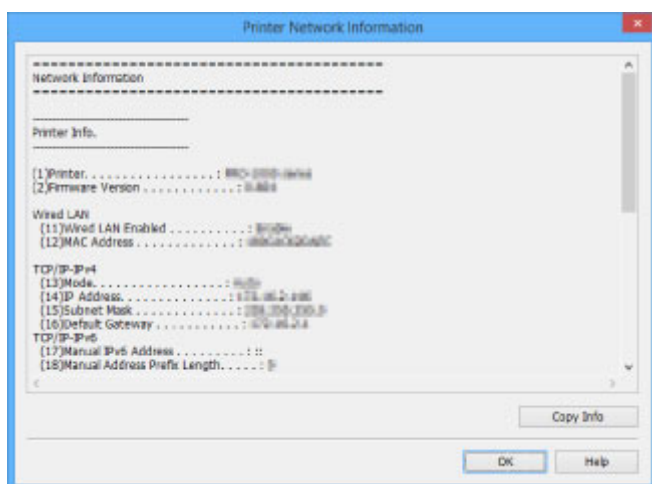 Printer Network Information
========================================
Network Information
========================================
--------------------------------
Printer Info.
--------------------------------
(1)Printer. . . . . . . . . . . . . . . . . :
(2)Firmware Version . . . . . . . . . . . . :
Wired LAN
(11)Wired LAN Enabled . . . . . . . . . . :
(12)MAC Address . . . . . . . . . . . . . :
TCP/IP-IPv4
(13)Mode. . . . . . . . . . . . . . . . . :
(14)IP Address. . . . . . . . . . . . . . :
(15)Subnet Mask . . . . . . . . . . . . . :
(16)Default Gateway . . . . . . . . . . . :
TCP/IP-IPv6
(17)Manual IPv6 Address . . . . . . . . . : ::
(18)Manual Address Prefix Length. . . . . :
Copy Info
OK
Help